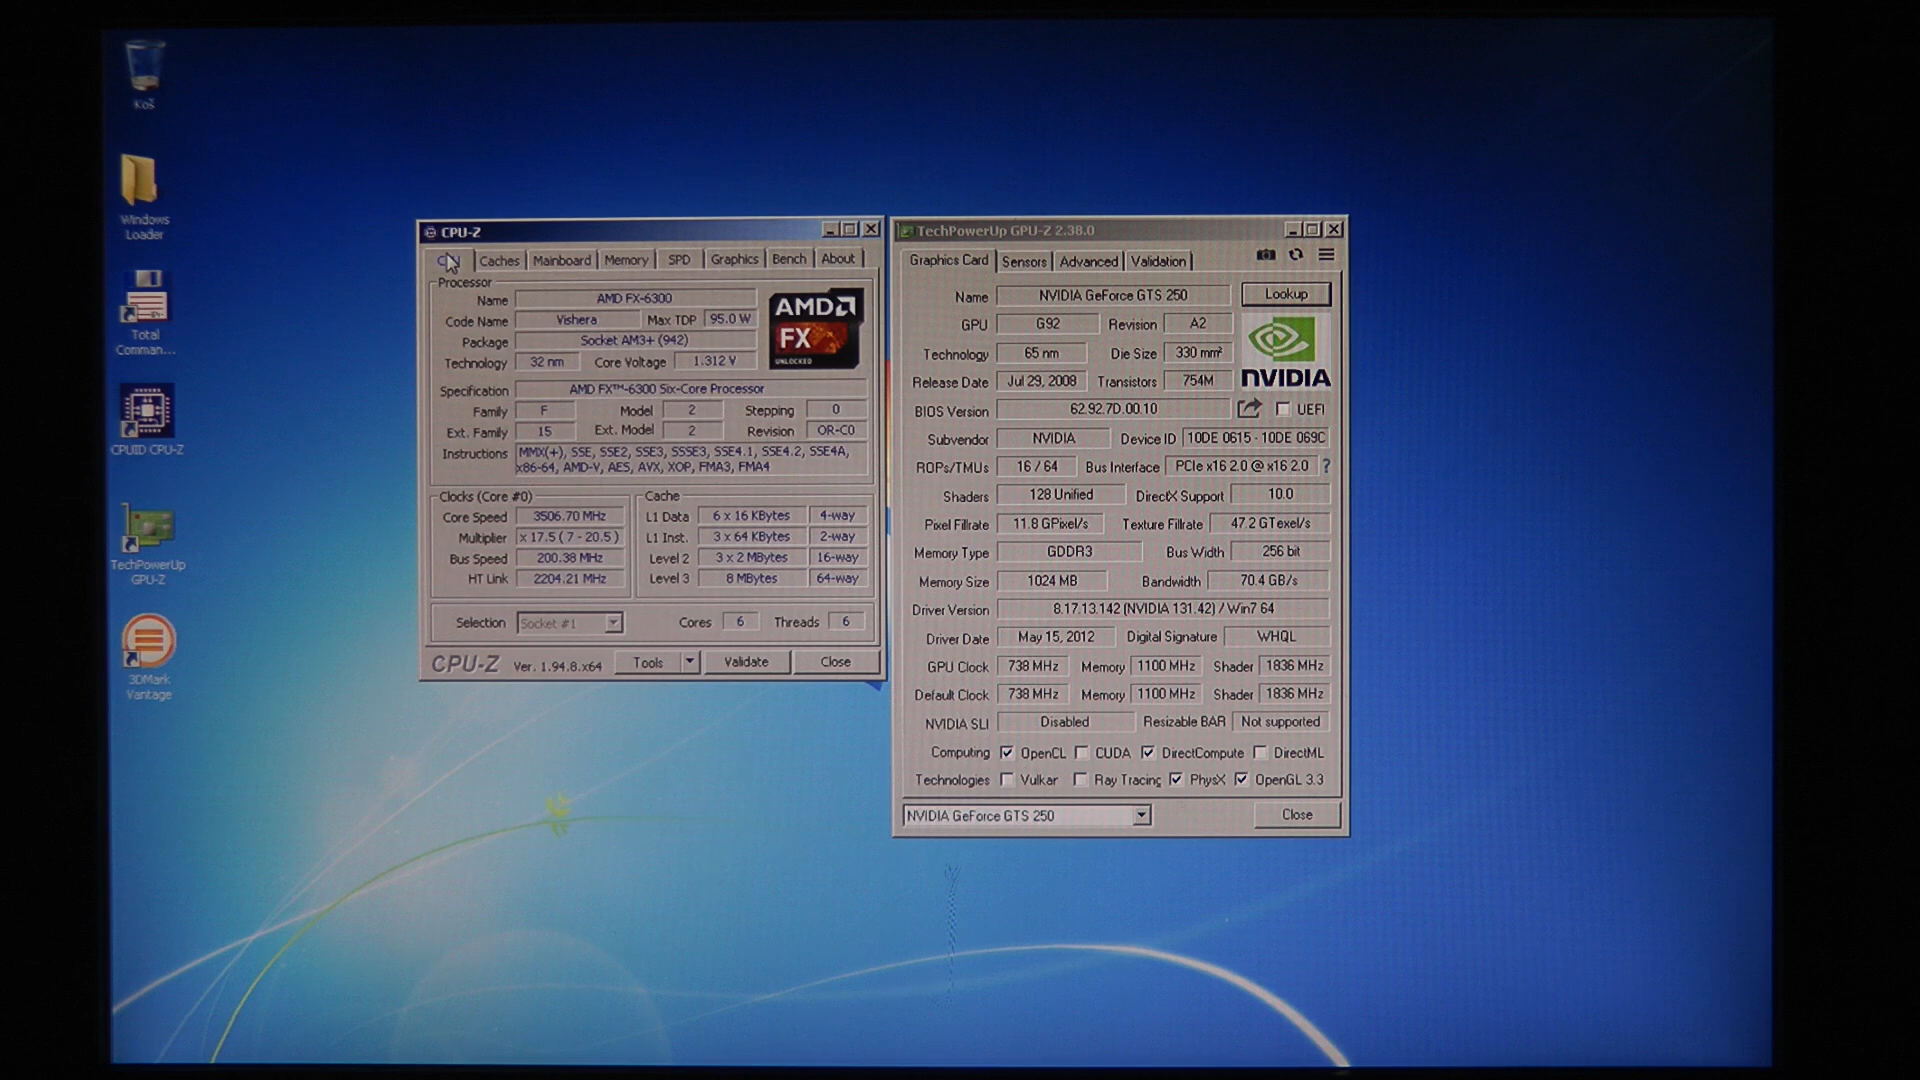 Koš
Windows
Loader
Total
Comman...
CPUID CPU-Z
TechPowerUp
GPU-Z
3DMark
Vantage
CPU-Z
Caches Mainboard Memory SPD Graphics Bench About
Processor
Name AMD FX-6300
Code Name Vishera Max TDP 95.0 W
Package Socket AM3+ (942)
Technology 32 nm Core Voltage 1.312 V
AMD
FX
UNLOCKED
Specification AMD FX™-6300 Six-Core Processor
Family F Model 2 Stepping 0
Ext. Family 15 Ext. Model 2 Revision OR-C0
Instructions MMX(+), SSE, SSE2, SSE3, SSSE3, SSE4.1, SSE4.2, SSE4A,
x86-64, AMD-V, AES, AVX, XOP, FMA3, FMA4
Clocks (Core #0)
Core Speed 3506.70 MHz
Multiplier x 17.5 ( 7 - 20.5 )
Bus Speed 200.38 MHz
HT Link 2204.21 MHz
Cache
L1 Data 6 x 16 KBytes 4-way
L1 Inst. 3 x 64 KBytes 2-way
Level 2 3 x 2 MBytes 16-way
Level 3 8 MBytes 64-way
Selection Socket #1 Cores 6 Threads 6
CPU-Z Ver. 1.94.8.x64 Tools Validate Close
TechPowerUp GPU-Z 2.38.0
Graphics Card Sensors Advanced Validation
Name NVIDIA GeForce GTS 250 Lookup
GPU G92 Revision A2
Technology 65 nm Die Size 330 mm²
Release Date Jul 29, 2008 Transistors 754M
NVIDIA
BIOS Version 62.92.7D.00.10 UEFI
Subvendor NVIDIA Device ID 10DE 0615 - 10DE 069C
ROPs/TMUs 16 / 64 Bus Interface PCIe x16 2.0 @ x16 2.0 ?
Shaders 128 Unified DirectX Support 10.0
Pixel Fillrate 11.8 GPixel/s Texture Fillrate 47.2 GTexel/s
Memory Type GDDR3 Bus Width 256 bit
Memory Size 1024 MB Bandwidth 70.4 GB/s
Driver Version 8.17.13.142 (NVIDIA 131.42) / Win7 64
Driver Date May 15, 2012 Digital Signature WHQL
GPU Clock 738 MHz Memory 1100 MHz Shader 1836 MHz
Default Clock 738 MHz Memory 1100 MHz Shader 1836 MHz
NVIDIA SLI Disabled Resizable BAR Not supported
Computing OpenCL CUDA DirectCompute DirectML
Technologies Vulkan Ray Tracing PhysX OpenGL 3.3
NVIDIA GeForce GTS 250 Close